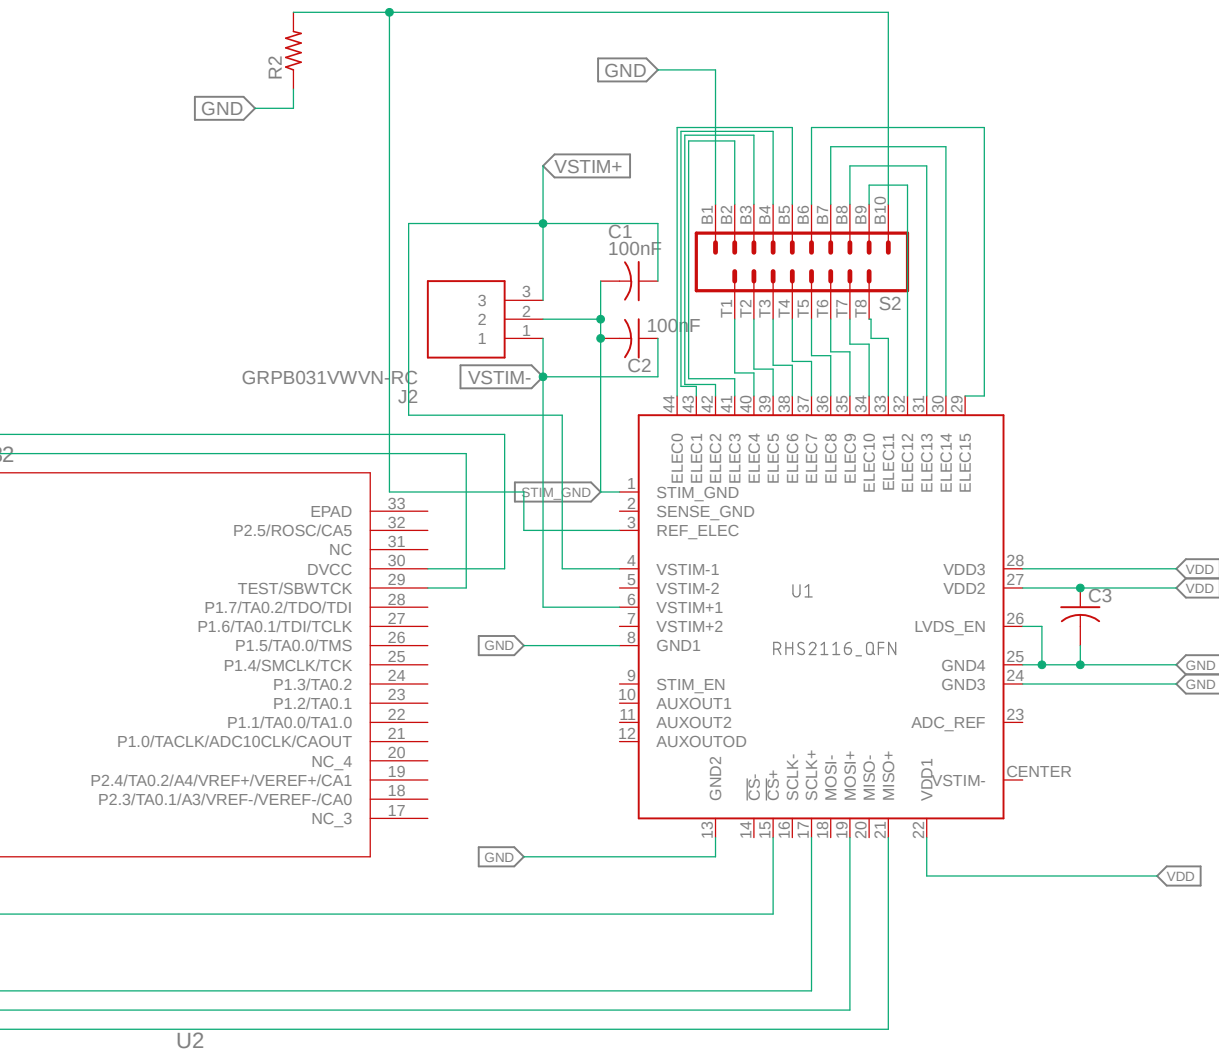 R2
GND
GND
VSTIM+
C1
100nF
B1
B2
B3
B4
B5
B6
B7
B8
B9
B10
T1
T2
T3
T4
T5
T6
T7
T8
S2
3
2
1
3
2
1
100nF
C2
GRPB031VWVN-RC
J2
VSTIM-
44
43
42
41
40
39
38
37
36
35
34
33
32
31
30
29
ELEC0
ELEC1
ELEC2
ELEC3
ELEC4
ELEC5
ELEC6
ELEC7
ELEC8
ELEC9
ELEC10
ELEC11
ELEC12
ELEC13
ELEC14
ELEC15
STIM_GND
1 STIM_GND
2 SENSE_GND
3 REF_ELEC
4 VSTIM-1
5 VSTIM-2
6 VSTIM+1
7 VSTIM+2
GND
8 GND1
9 STIM_EN
10 AUXOUT1
11 AUXOUT2
12 AUXOUTOD
U1
RHS2116_QFN
VDD3 28 VDD
VDD2 27 VDD
C3
LVDS_EN 26
GND4 25 GND
GND3 24 GND
ADC_REF 23
VSTIM- CENTER
GND2
CS-
CS+
SCLK-
SCLK+
MOSI-
MOSI+
MISO-
MISO+
VDD1
13
14
15
16
17
18
19
20
21
22
GND
VDD
EPAD 33
P2.5/ROSC/CA5 32
NC 31
DVCC 30
TEST/SBWTCK 29
P1.7/TA0.2/TDO/TDI 28
P1.6/TA0.1/TDI/TCLK 27
P1.5/TA0.0/TMS 26
P1.4/SMCLK/TCK 25
P1.3/TA0.2 24
P1.2/TA0.1 23
P1.1/TA0.0/TA1.0 22
P1.0/TACLK/ADC10CLK/CAOUT 21
NC_4 20
P2.4/TA0.2/A4/VREF+/VEREF+/CA1 19
P2.3/TA0.1/A3/VREF-/VEREF-/CA0 18
NC_3 17
U2